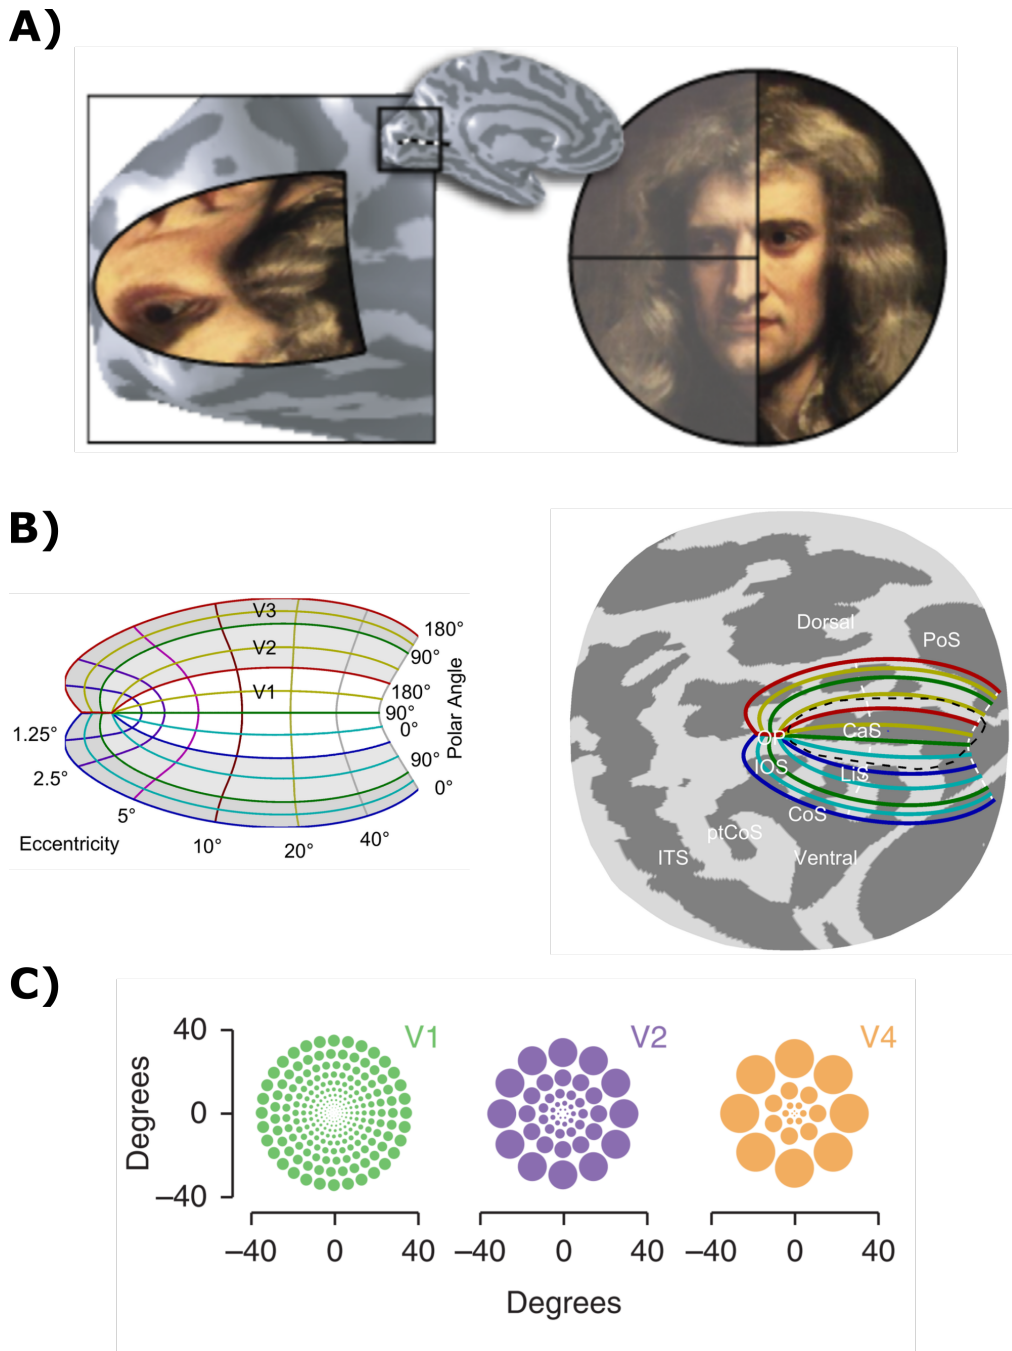 A)
B)
V3
V2
V1
180°
90°
180°
90°
0°
90°
0°
Polar Angle
1.25°
2.5°
5°
10°
20°
40°
Eccentricity
Dorsal
PoS
OP
CaS
IOS
LiS
CoS
ptCoS
ITS
Ventral
C)
V1
V2
V4
Degrees
40
0
−40
−40 0 40
−40 0 40
−40 0 40
Degrees